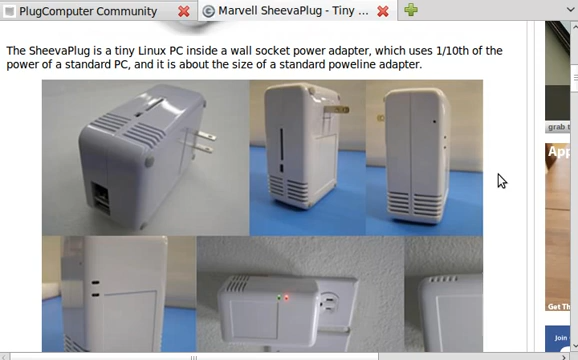 PlugComputer Community
Marvell SheevaPlug - Tiny ...
The SheevaPlug is a tiny Linux PC inside a wall socket power adapter, which uses 1/10th of the
power of a standard PC, and it is about the size of a standard poweline adapter.
grab t
App
Get Th
Join